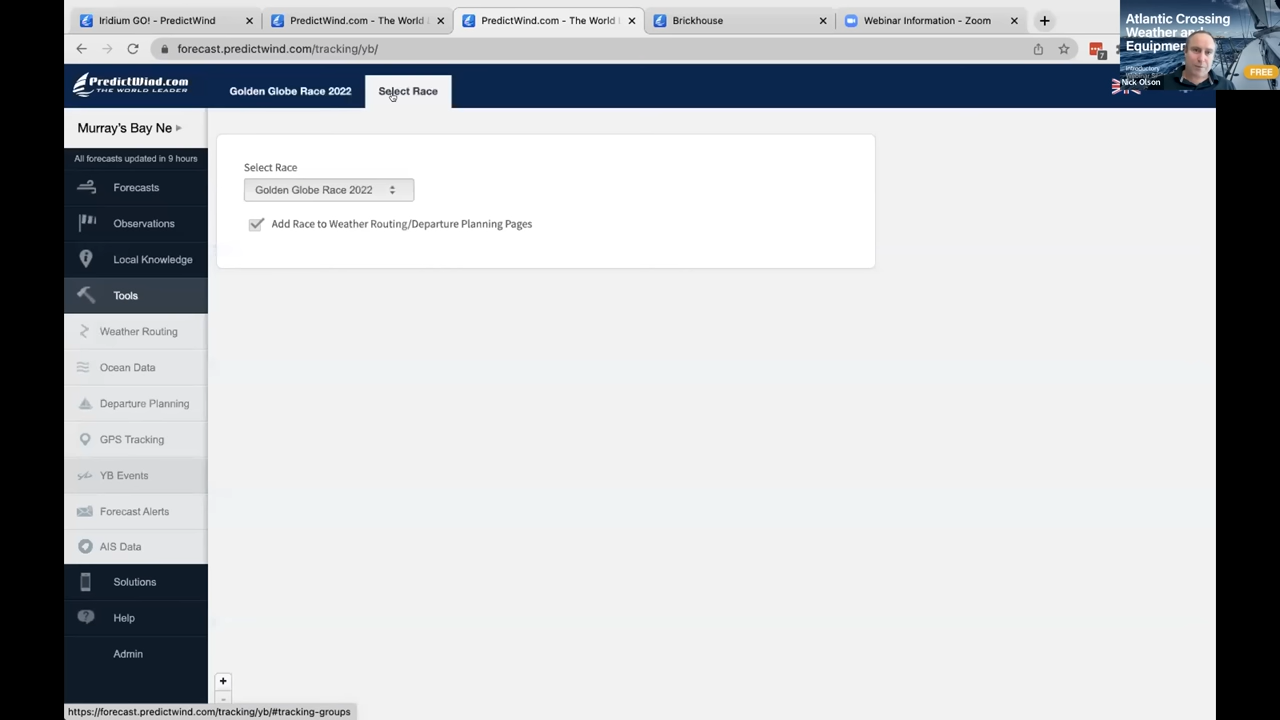 Iridium GO! - PredictWind
PredictWind.com - The World
PredictWind.com - The World
Brickhouse
Webinar Information - Zoom
forecast.predictwind.com/tracking/yb/
7
Atlantic Crossing
Weather and
Equipment
Introductory
Nick Olson
FREE
PredictWind.com
THE WORLD LEADER
Golden Globe Race 2022
Select Race
Murray's Bay Ne
All forecasts updated in 9 hours
Forecasts
Observations
Local Knowledge
Tools
Weather Routing
Ocean Data
Departure Planning
GPS Tracking
YB Events
Forecast Alerts
AIS Data
Solutions
Help
Admin
Select Race
Golden Globe Race 2022
Add Race to Weather Routing/Departure Planning Pages
https://forecast.predictwind.com/tracking/yb/#tracking-groups